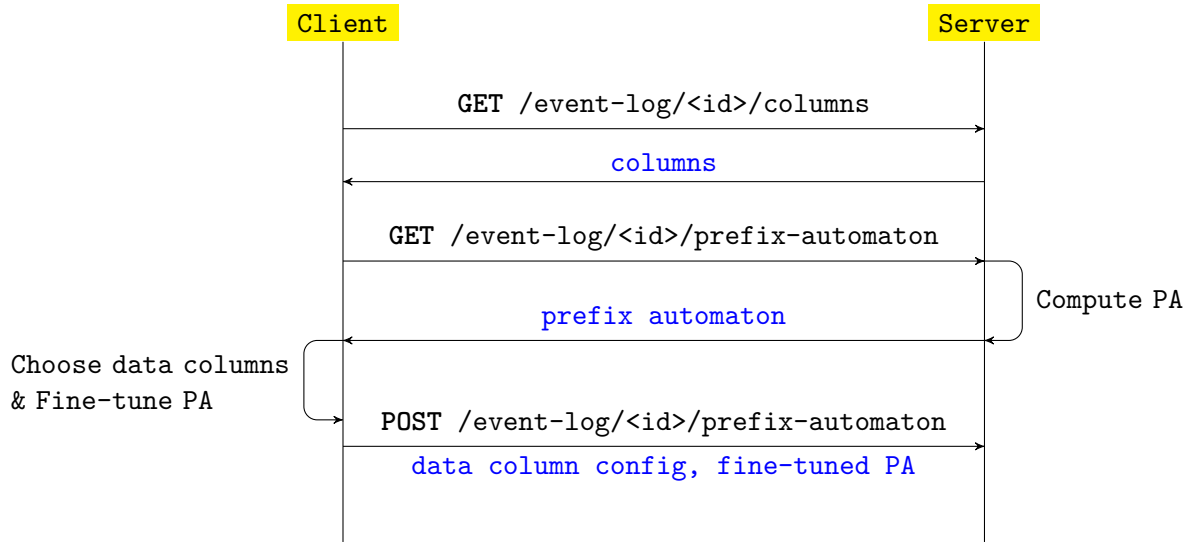 Client
Server
GET /event-log/<id>/columns
columns
GET /event-log/<id>/prefix-automaton
Compute PA
prefix automaton
Choose data columns
& Fine-tune PA
POST /event-log/<id>/prefix-automaton
data column config, fine-tuned PA